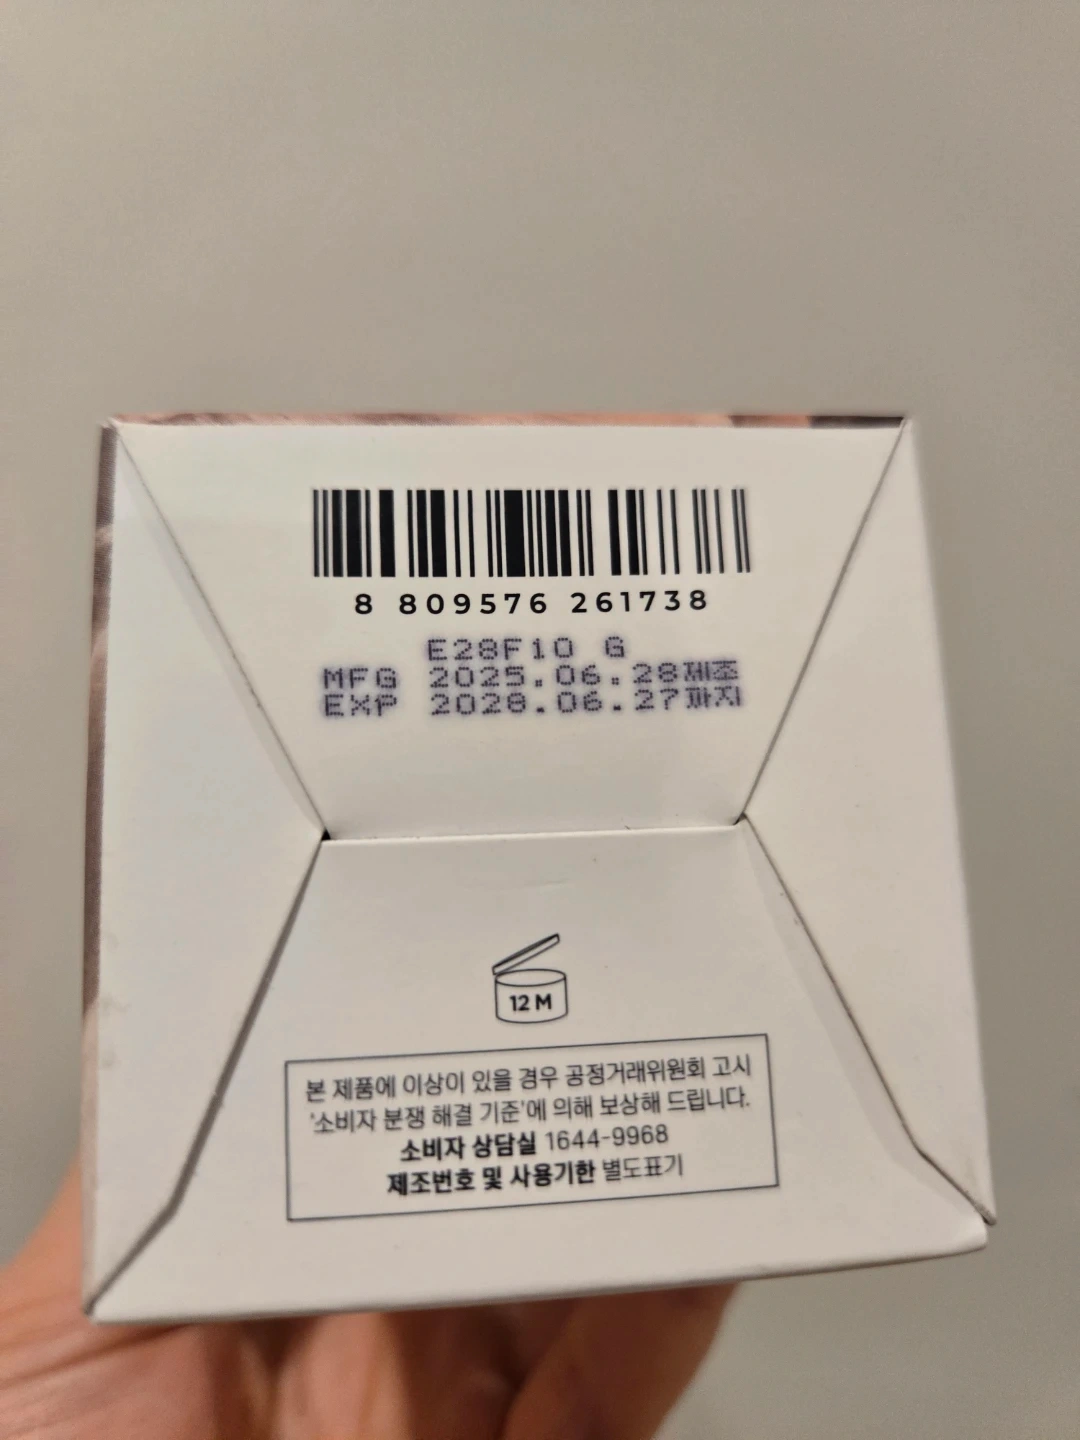 8 809576 261738
E28F10 G
MFG 2025.06.28제조
EXP 2028.06.27까지
12M
본 제품에 이상이 있을 경우 공정거래위원회 고시
'소비자 분쟁 해결 기준'에 의해 보상해 드립니다.
소비자 상담실 1644-9968
제조번호 및 사용기한 별도표기